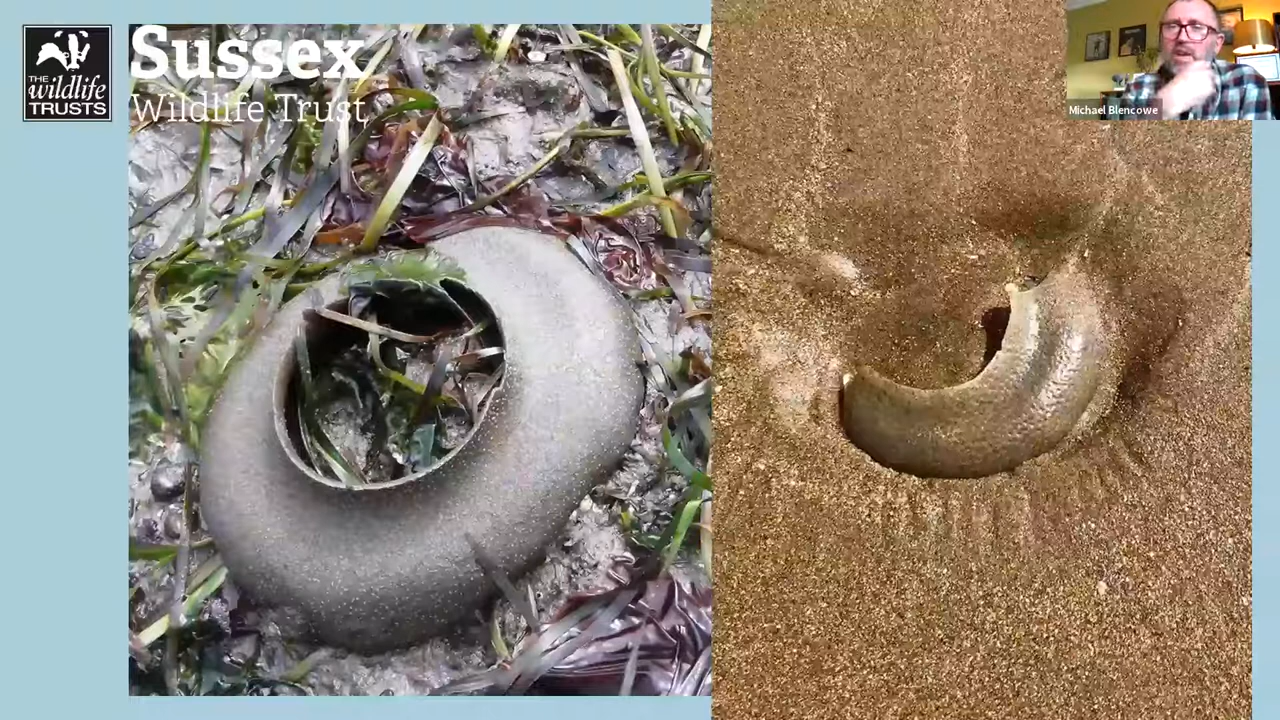 THE
wildlife
TRUSTS
Sussex
Wildlife Trust
Michael Blencowe